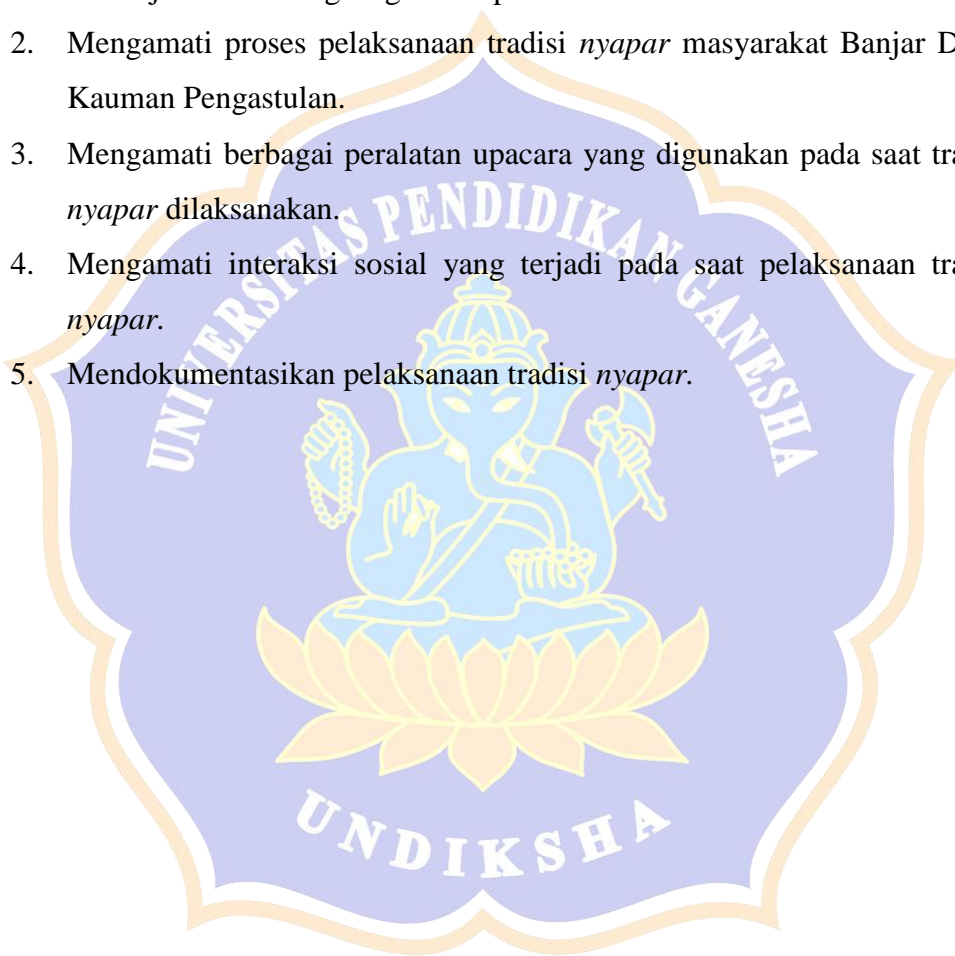 2. Mengamati proses pelaksanaan tradisi nyapar masyarakat Banjar
Kauman Pengastulan.
3. Mengamati berbagai peralatan upacara yang digunakan pada saat
nyapar dilaksanakan.
4. Mengamati interaksi sosial yang terjadi pada saat pelaksanaan
nyapar.
5. Mendokumentasikan pelaksanaan tradisi nyapar.
UNIVERSITAS PENDIDIKAN GANESHA
UNDIKSHA